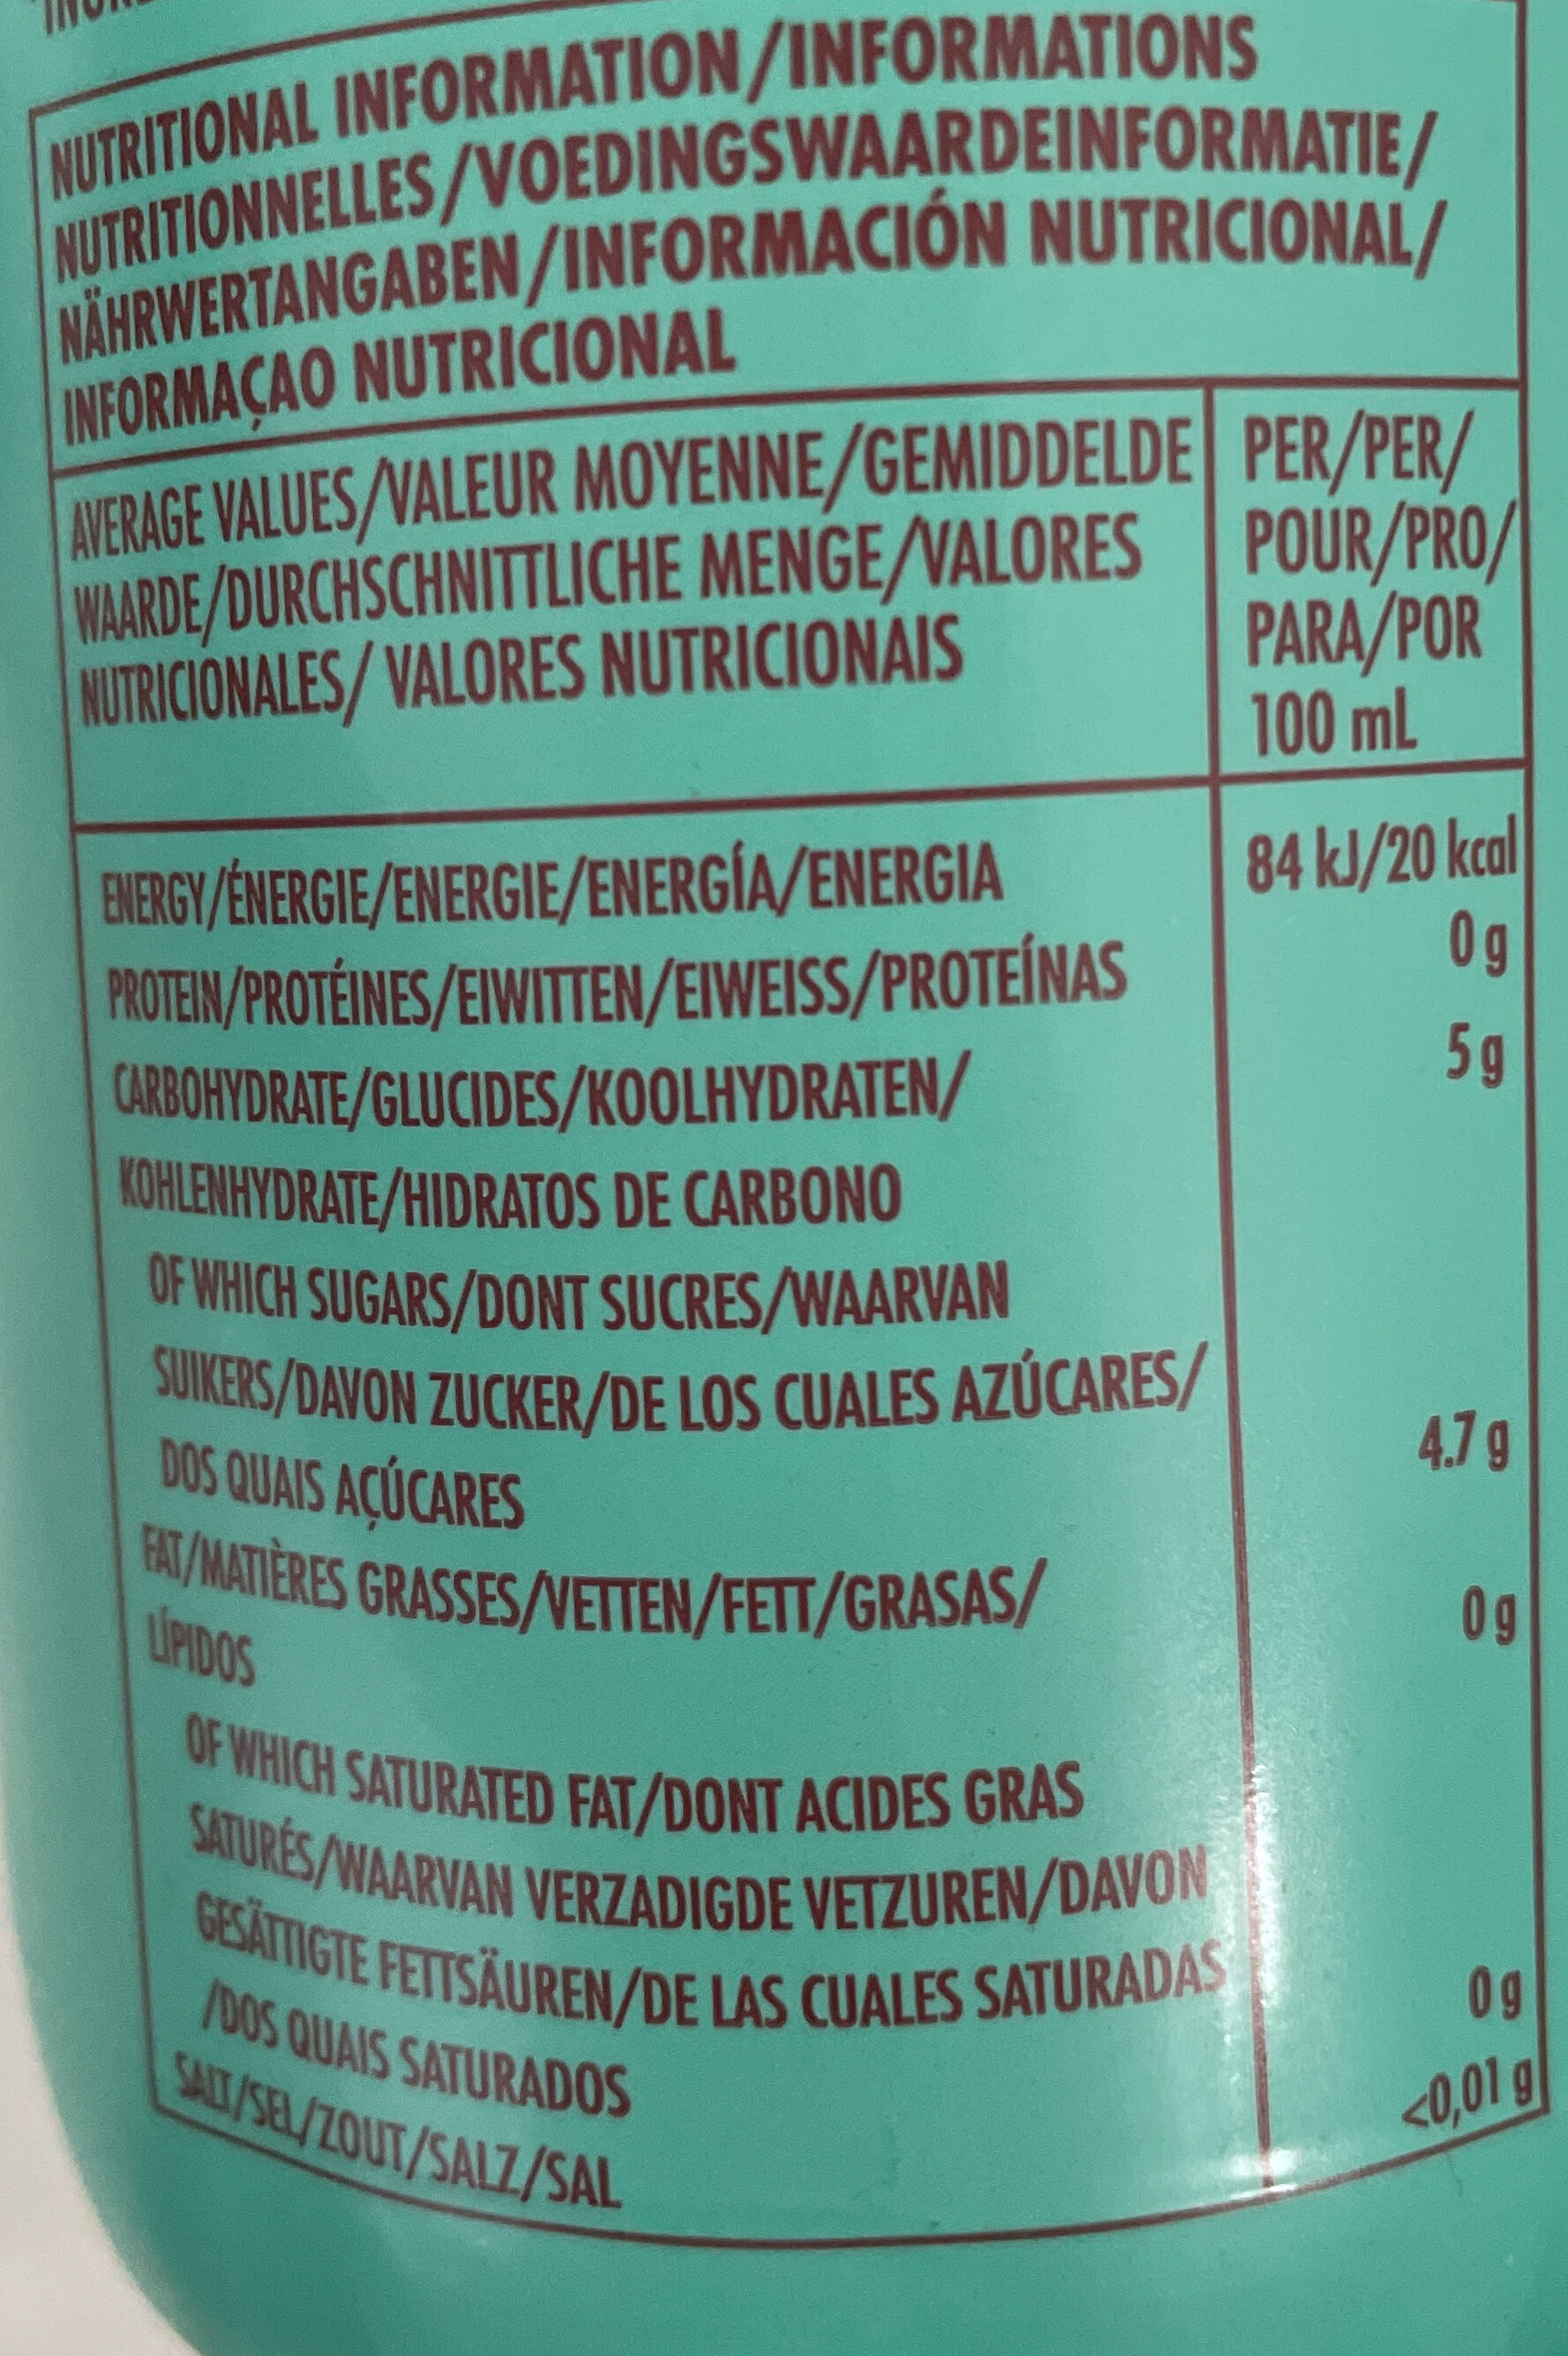 NUTRITIONAL INFORMATION/INFORMATIONS
NUTRITIONNELLES/VOEDINGSWAARDEINFORMATIE/
NÄHRWERTANGABEN/INFORMACIÓN NUTRICIONAL/
INFORMAÇAO NUTRICIONAL
AVERAGE VALUES/VALEUR MOYENNE/GEMIDDELDE
WAARDE/DURCHSCHNITTLICHE MENGE/VALORES
NUTRICIONALES/ VALORES NUTRICIONAIS
PER/PER/
POUR/PRO/
PARA/POR
100 mL
ENERGY/ÉNERGIE/ENERGIE/ENERGÍA/ENERGIA 84 kJ/20 kcal
PROTEIN/PROTÉINES/EIWITTEN/EIWEISS/PROTEÍNAS 0 g
CARBOHYDRATE/GLUCIDES/KOOLHYDRATEN/ 5 g
KOHLENHYDRATE/HIDRATOS DE CARBONO
OF WHICH SUGARS/DONT SUCRES/WAARVAN
SUIKERS/DAVON ZUCKER/DE LOS CUALES AZÚCARES/
DOS QUAIS AÇÚCARES 4.7 g
FAT/MATIÈRES GRASSES/VETTEN/FETT/GRASAS/ 0 g
LÍPIDOS
OF WHICH SATURATED FAT/DONT ACIDES GRAS
SATURÉS/WAARVAN VERZADIGDE VETZUREN/DAVON
GESÄTTIGTE FETTSÄUREN/DE LAS CUALES SATURADAS
/DOS QUAIS SATURADOS 0 g
SALT/SEL/ZOUT/SALZ/SAL <0,01 g